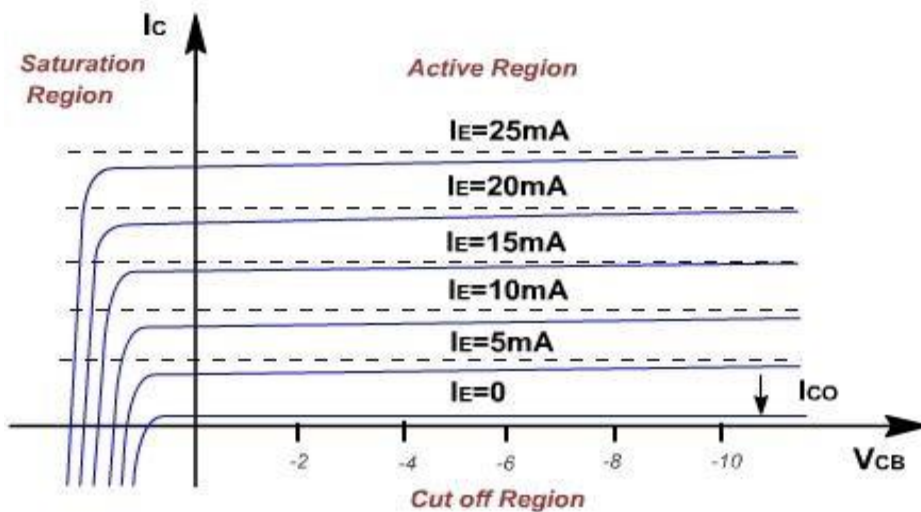 Ic
Saturation
Region
Active Region
IE=25mA
IE=20mA
IE=15mA
IE=10mA
IE=5mA
IE=0
ICO
-2
-4
-6
-8
-10
VCB
Cut off Region